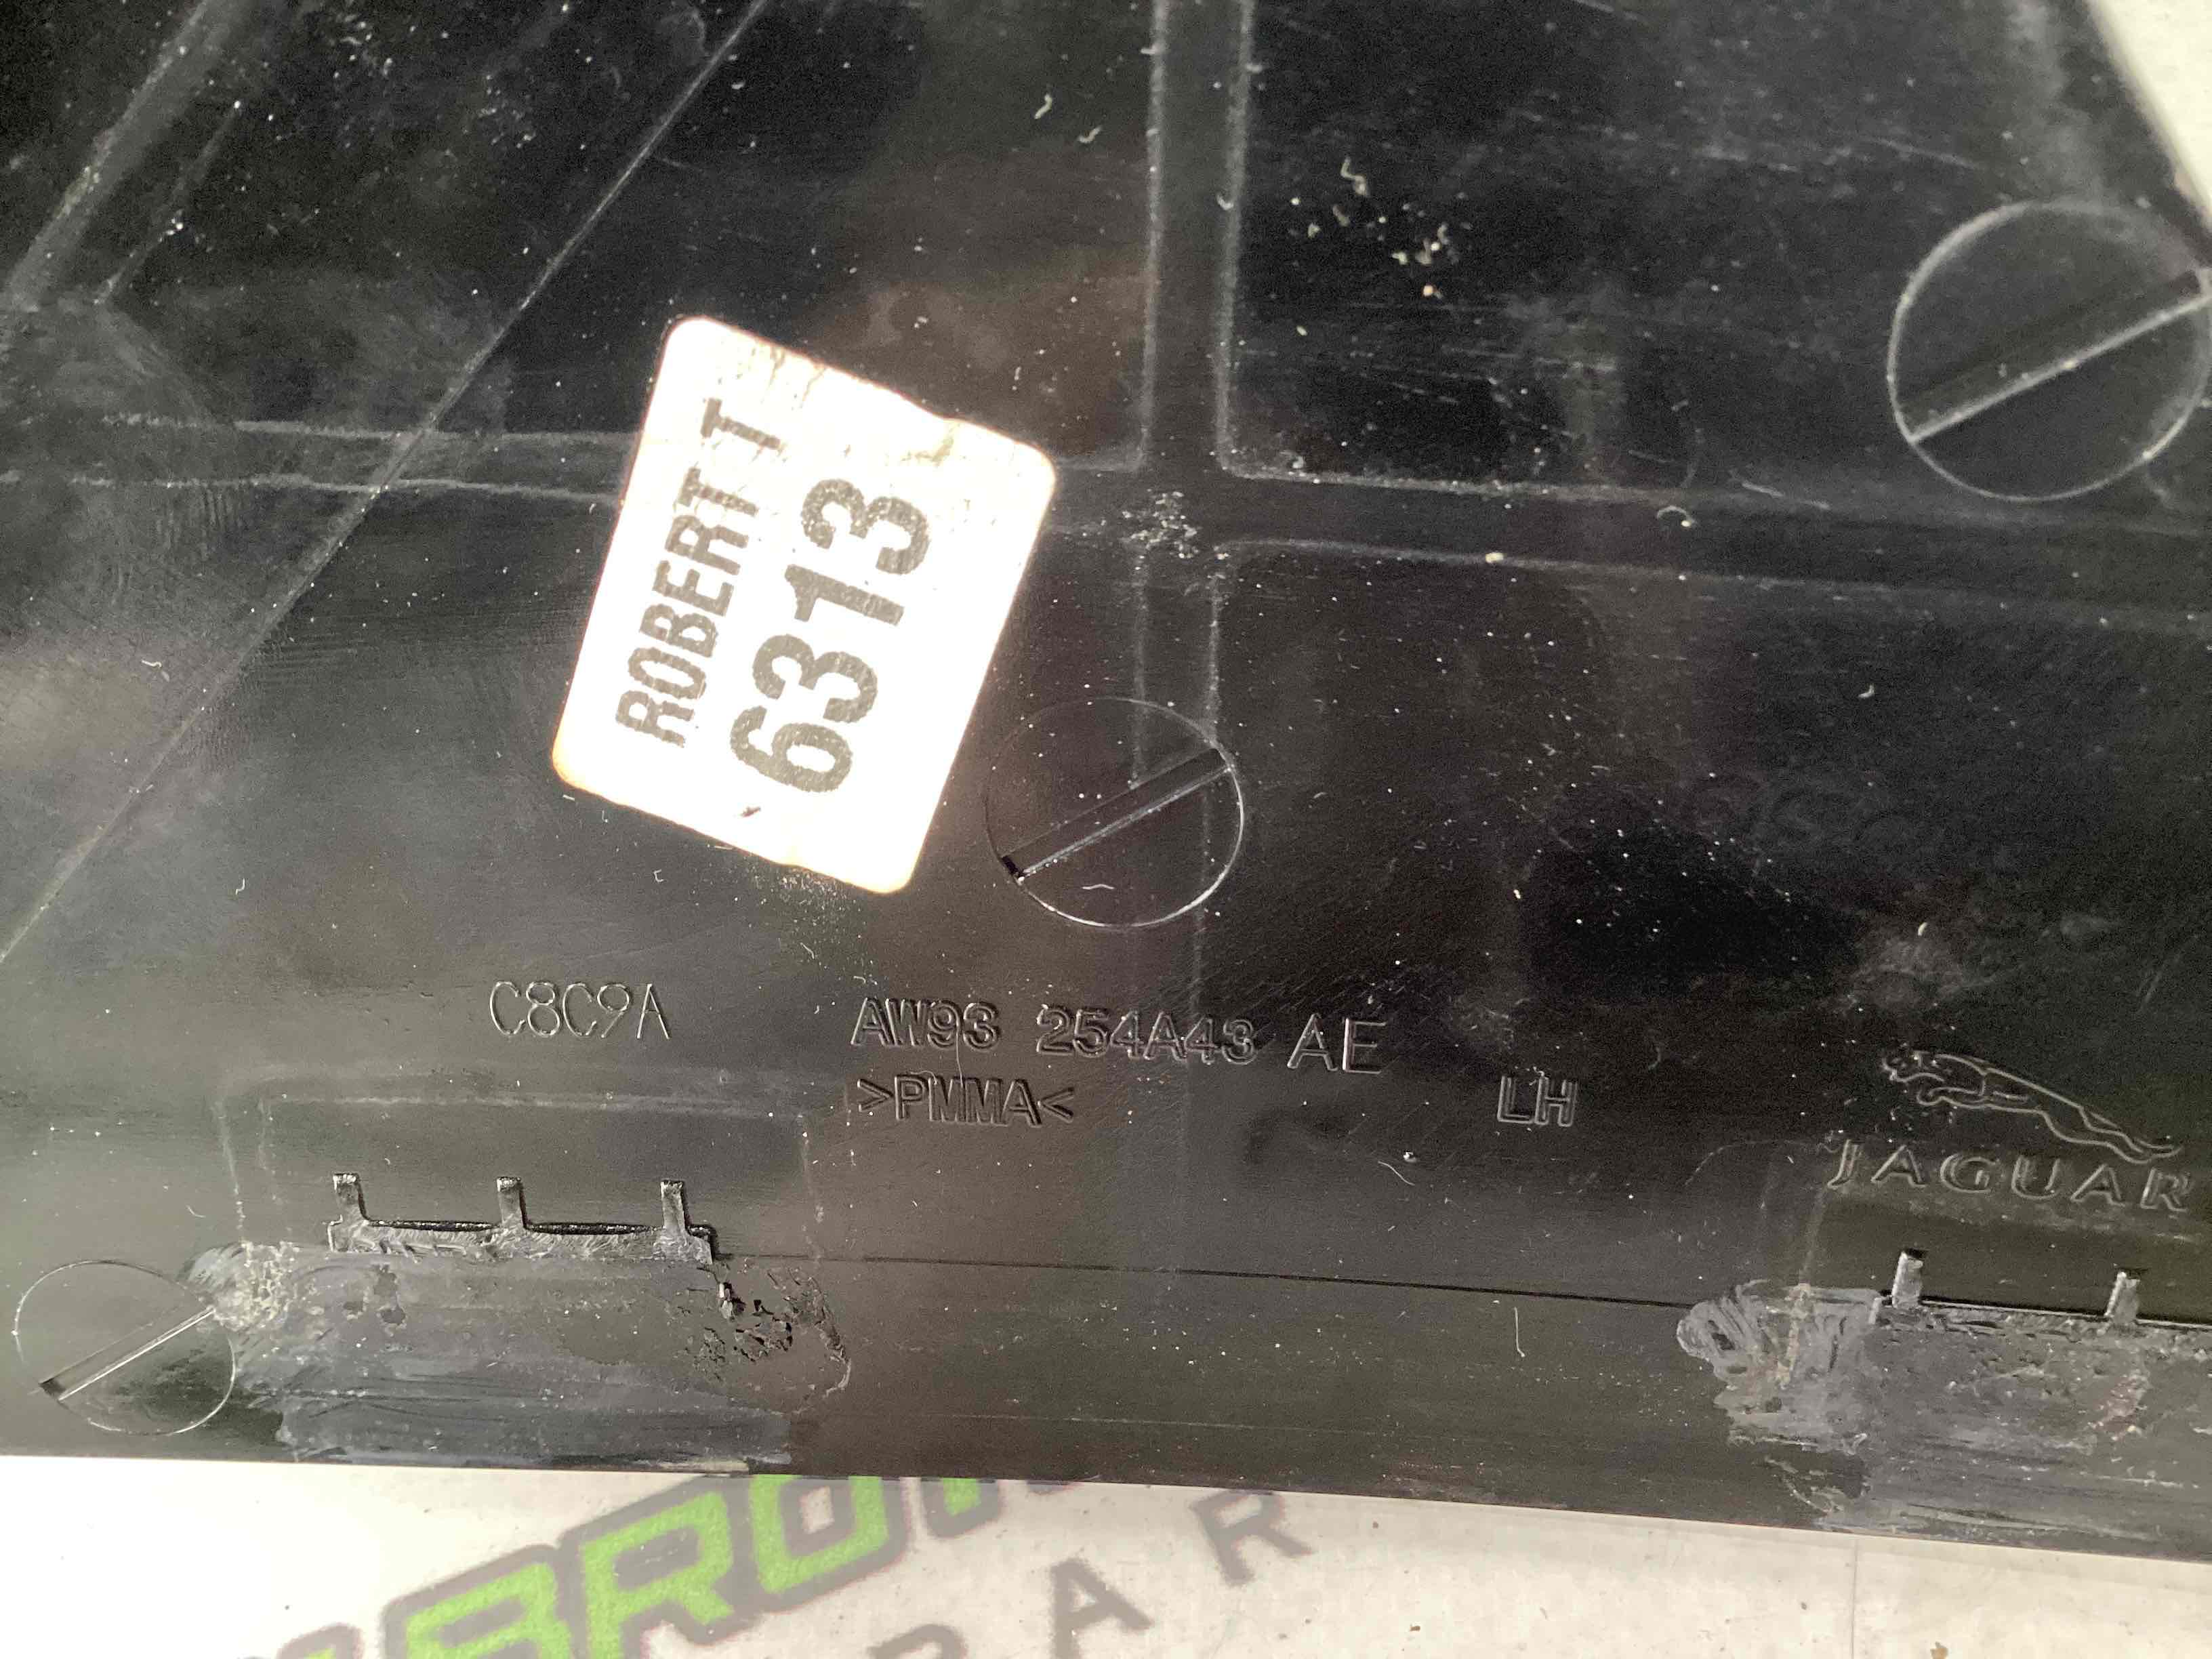 ROBERT T
6313
C8C9A
AW93 254A43 AE
>PMMA<
LH
JAGUAR